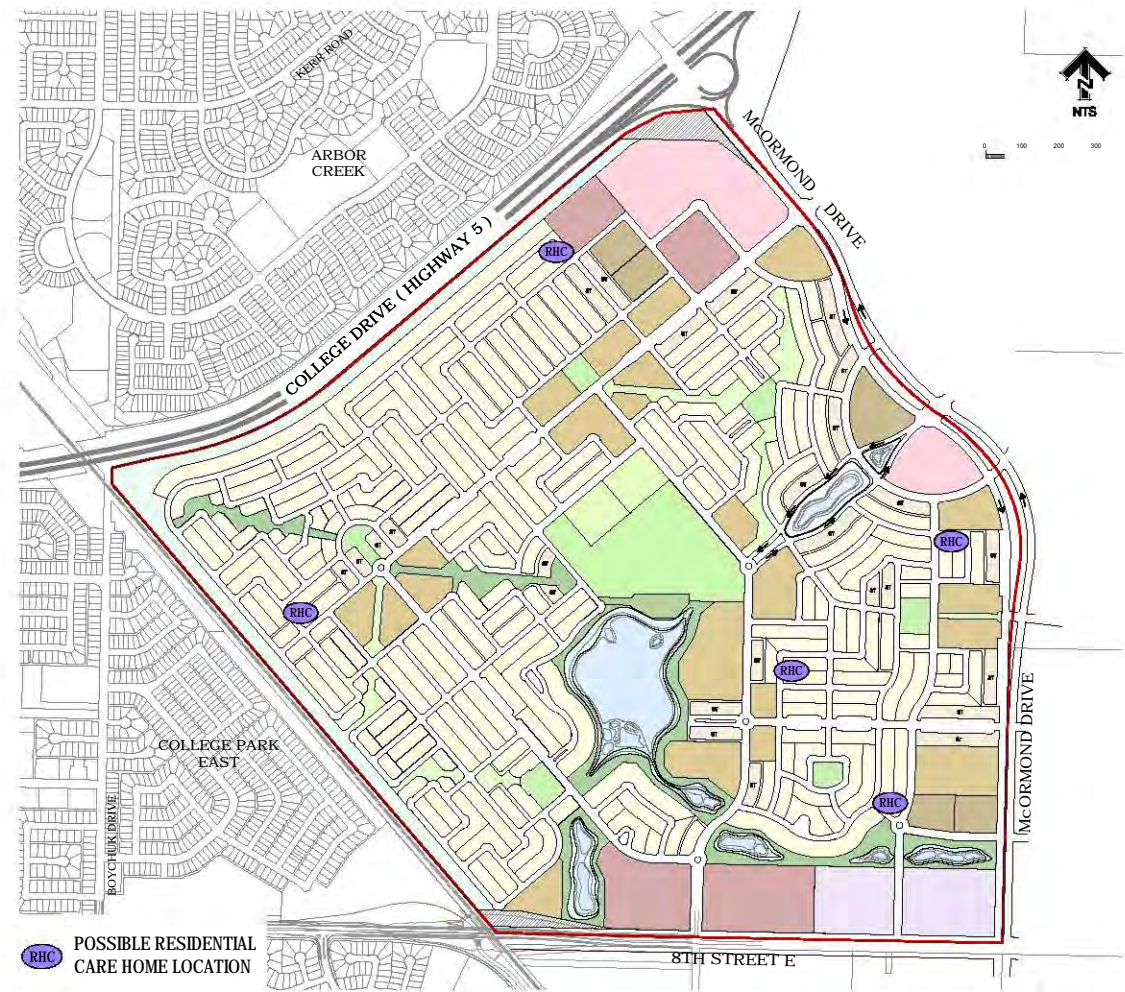 KERR ROAD
ARBOR
CREEK
McORMOND
DRIVE
NTS
0 100 200 300
COLLEGE DRIVE ( HIGHWAY 5 )
RHC
RHC
RHC
RHC
RHC
COLLEGE PARK
EAST
BOYCHUK DRIVE
McORMOND DRIVE
8TH STREET E
RHC
POSSIBLE RESIDENTIAL
CARE HOME LOCATION